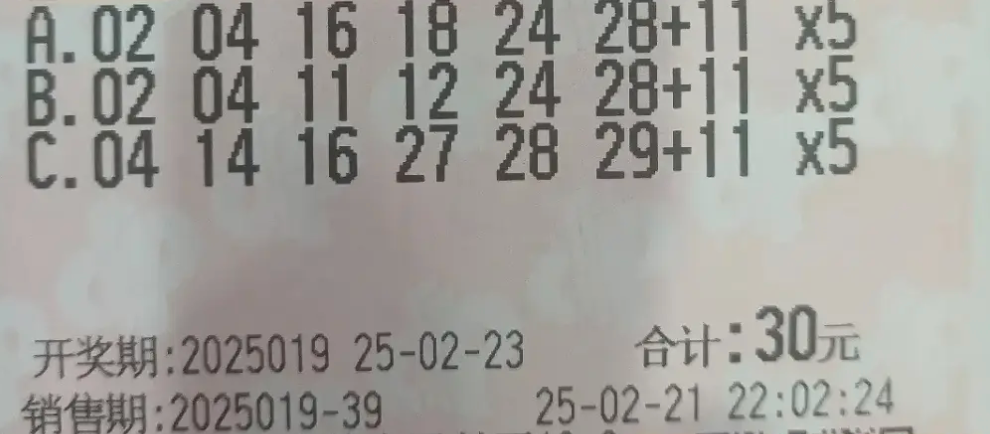 A.02 04 16 18 24 28+11 x5
B.02 04 11 12 24 28+11 x5
C.04 14 16 27 28 29+11 x5
开奖期:2025019 25-02-23 合计:30元
销售期:2025019-39 25-02-21 22:02:24